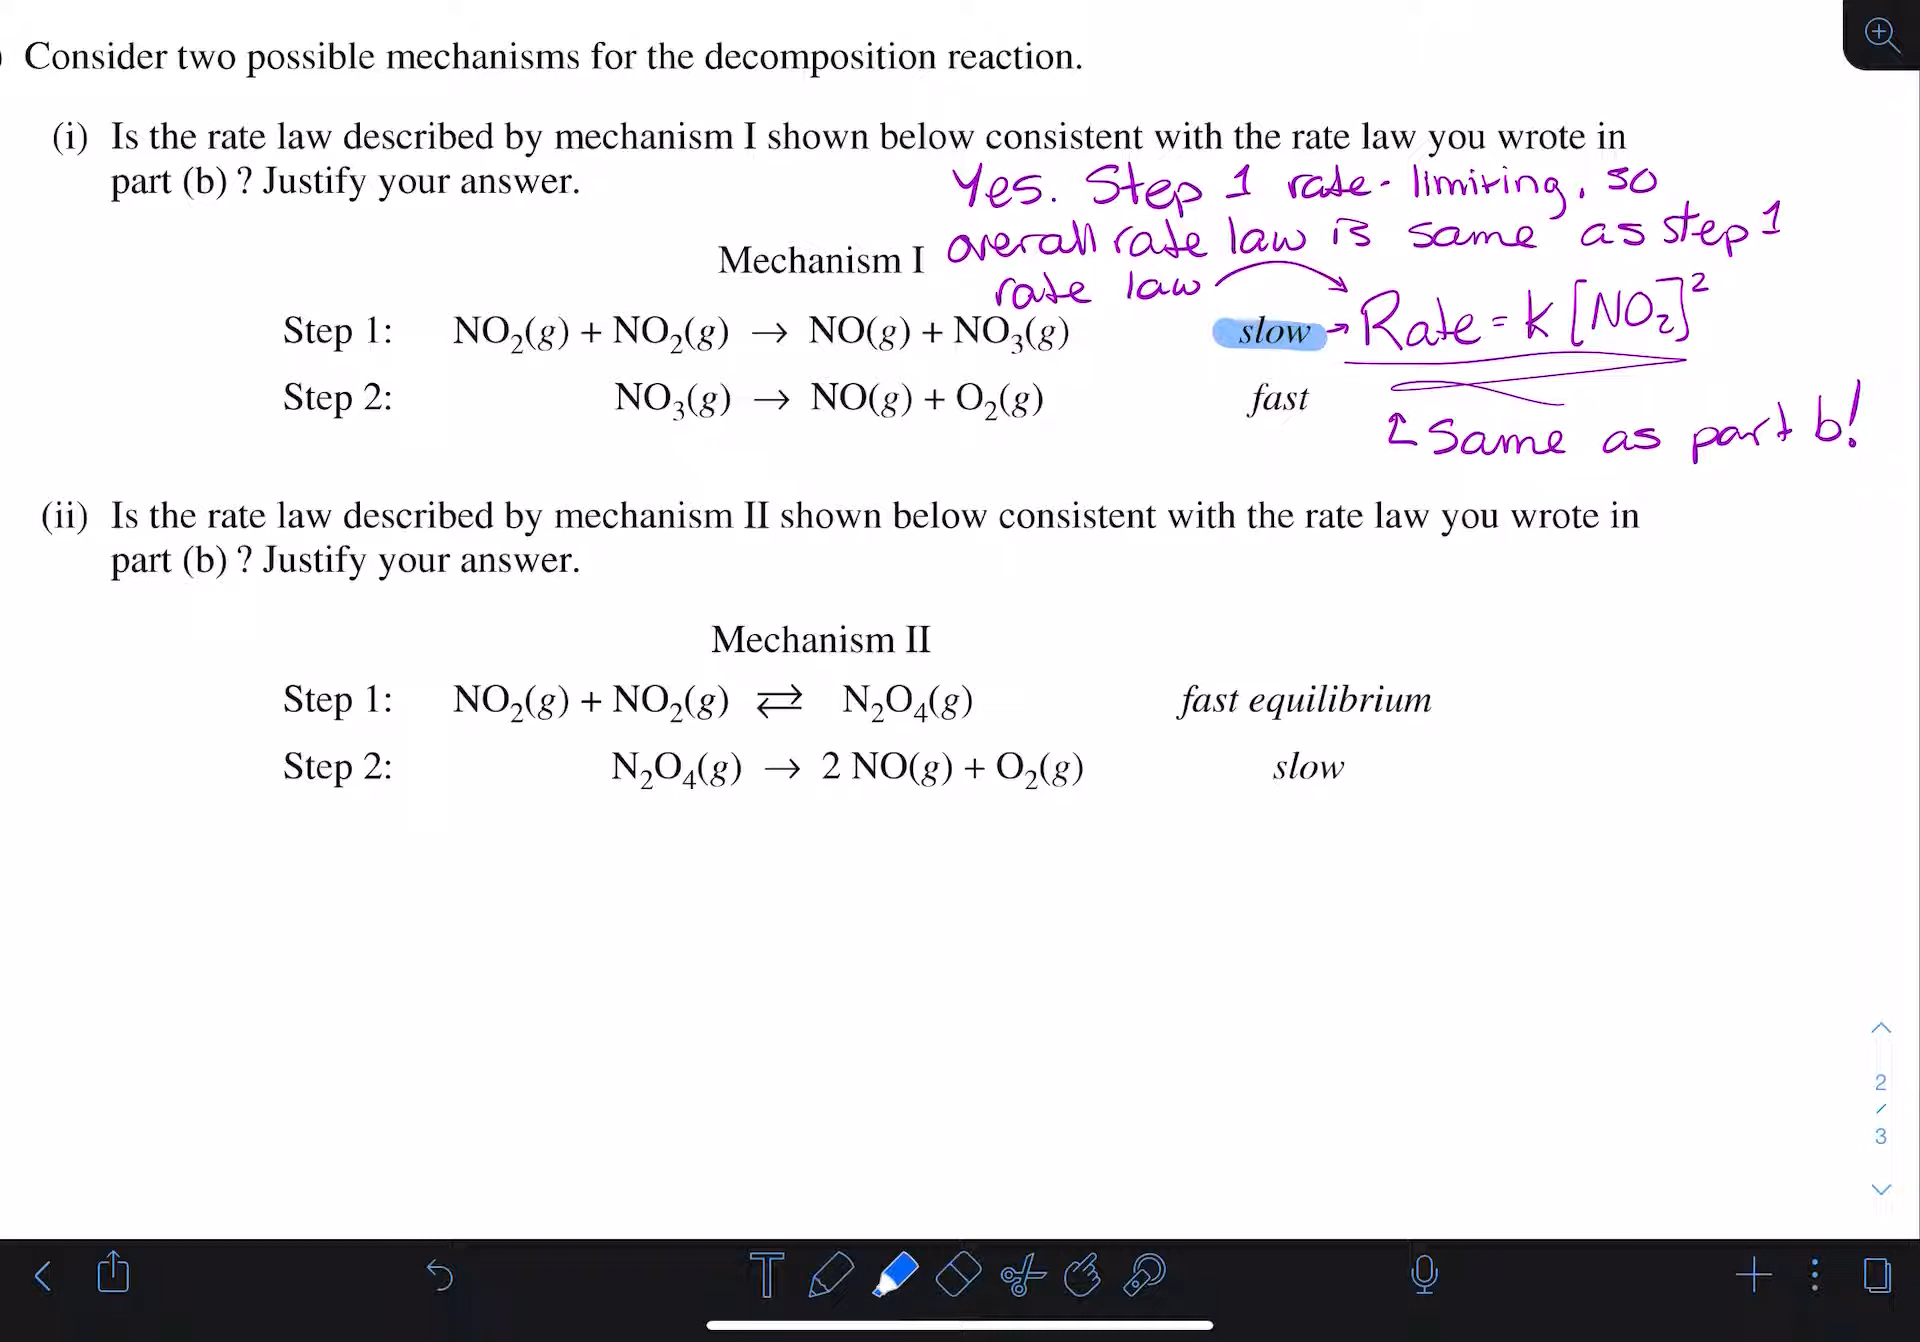 Consider two possible mechanisms for the decomposition reaction.
(i) Is the rate law described by mechanism I shown below consistent with the rate law you wrote in
part (b) ? Justify your answer.
Yes. Step 1 rate-limiting, so
overall rate law is same as step 1
rate law
Mechanism I
Step 1: NO₂(g) + NO₂(g) → NO(g) + NO₃(g) slow → Rate = k [NO₂]²
Step 2: NO₃(g) → NO(g) + O₂(g) fast
↑ Same as part b!
(ii) Is the rate law described by mechanism II shown below consistent with the rate law you wrote in
part (b) ? Justify your answer.
Mechanism II
Step 1: NO₂(g) + NO₂(g) ⇄ N₂O₄(g) fast equilibrium
Step 2: N₂O₄(g) → 2 NO(g) + O₂(g) slow
2
/
3
T